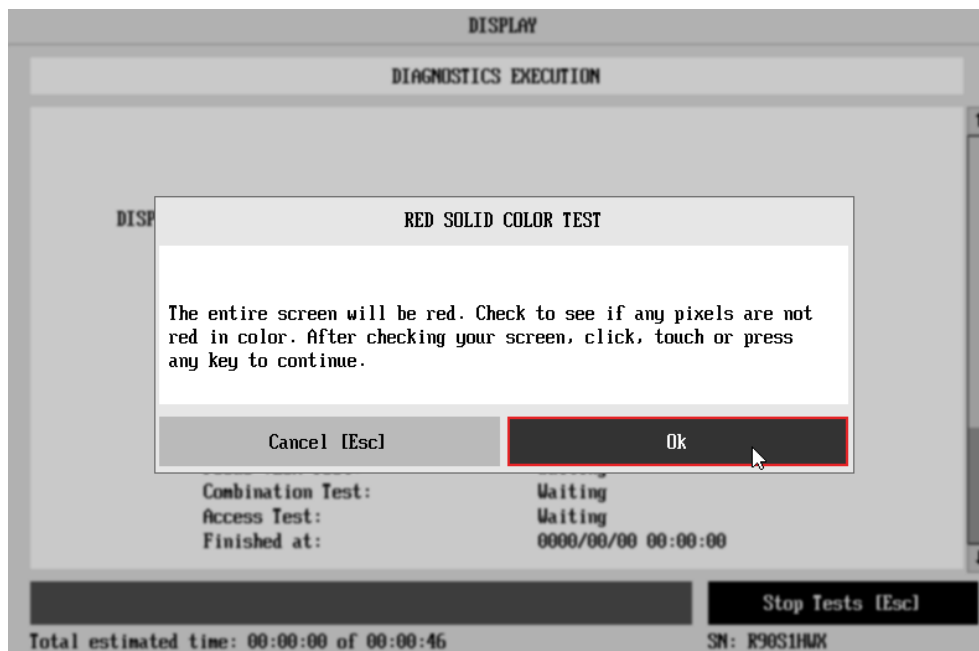 DISPLAY
DIAGNOSTICS EXECUTION
DISP
RED SOLID COLOR TEST
The entire screen will be red. Check to see if any pixels are not
red in color. After checking your screen, click, touch or press
any key to continue.
Cancel [Esc]
Ok
Combination Test:
Waiting
Access Test:
Waiting
Finished at:
0000/00/00 00:00:00
Stop Tests [Esc]
Total estimated time: 00:00:00 of 00:00:46
SN: R90S1HWX